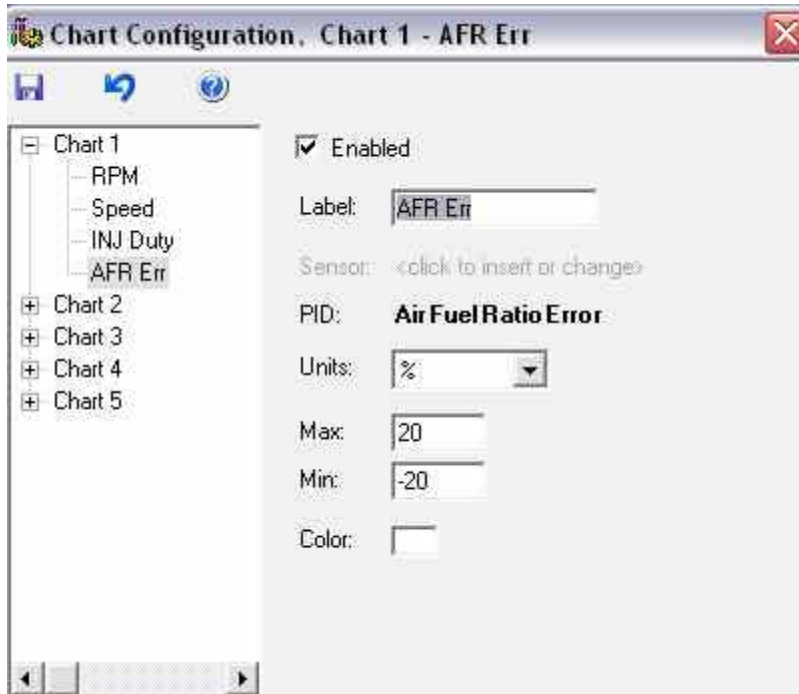 Chart Configuration, Chart 1 - AFR Err
Chart 1
RPM
Speed
INJ Duty
AFR Err
Chart 2
Chart 3
Chart 4
Chart 5
Enabled
Label: AFR Err
Sensor: <click to insert or change>
PID: Air Fuel Ratio Error
Units: %
Max: 20
Min: -20
Color: